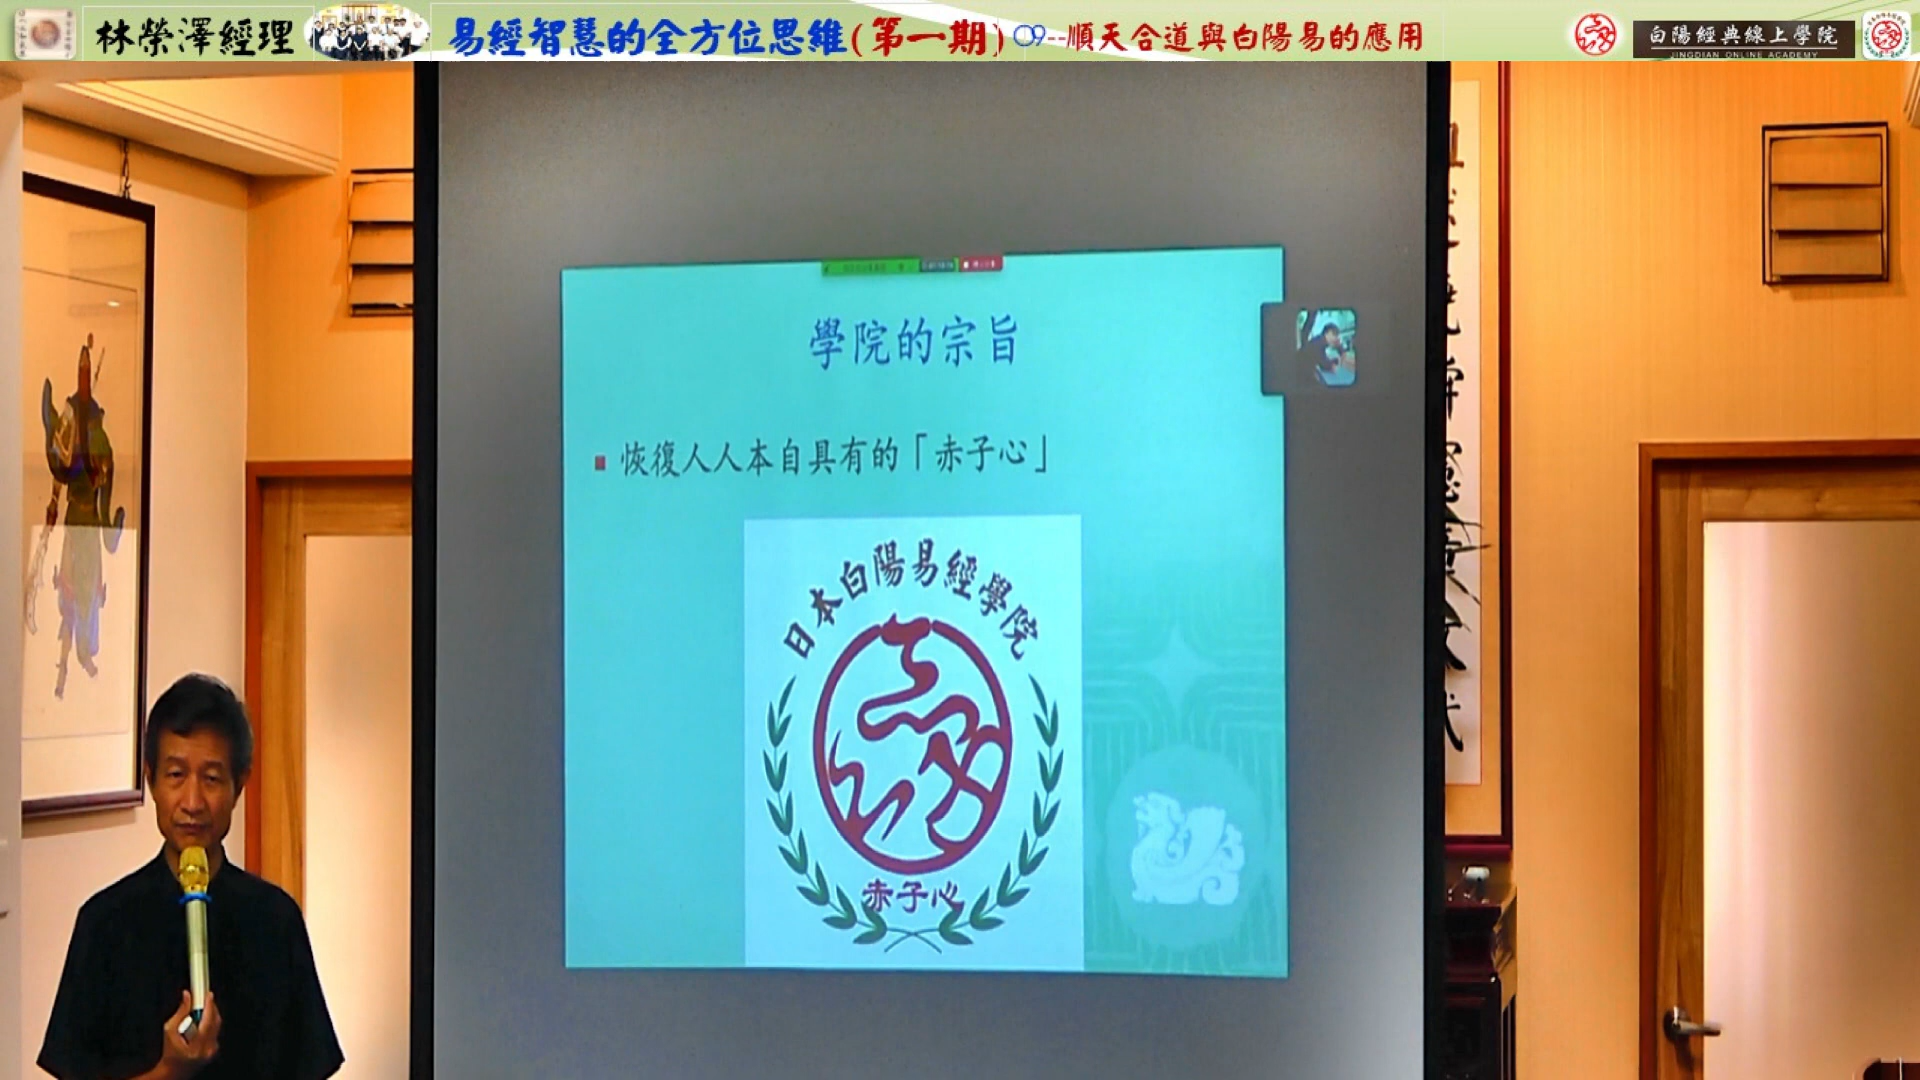 林榮澤經理
易經智慧的全方位思維(第一期) 09--順天合道與白陽易的應用
白陽經典線上學院
JINGDIAN ONLINE ACADEMY
學院的宗旨
恢復人人本自具有的「赤子心」
日本白陽易經學院
赤子心